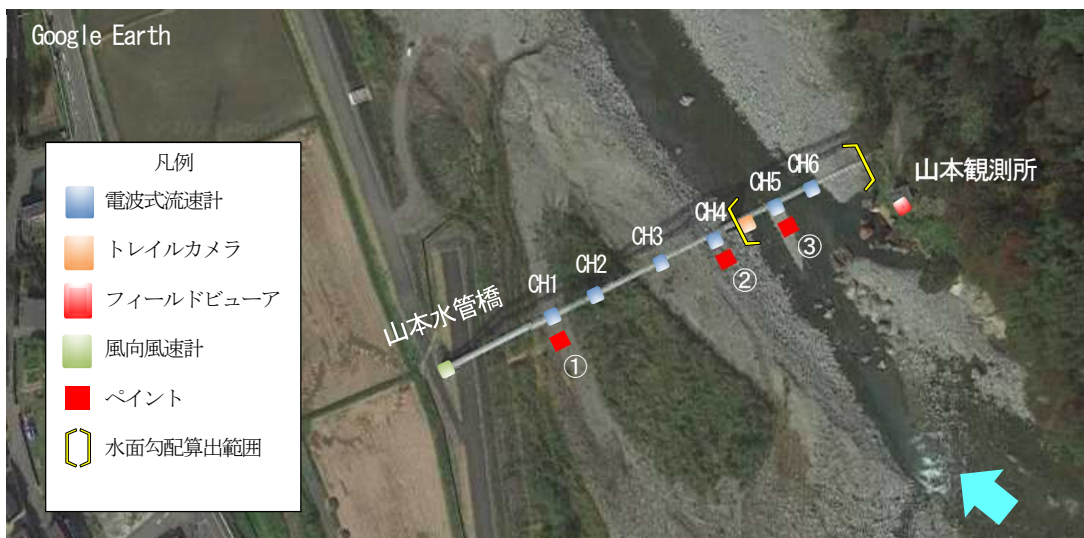 Google Earth
凡例
電波式流速計
トレイルカメラ
フィールドビューア
風向風速計
ペイント
水面勾配算出範囲
山本水管橋
CH1
CH2
CH3
CH4
CH5
CH6
①
②
③
山本観測所